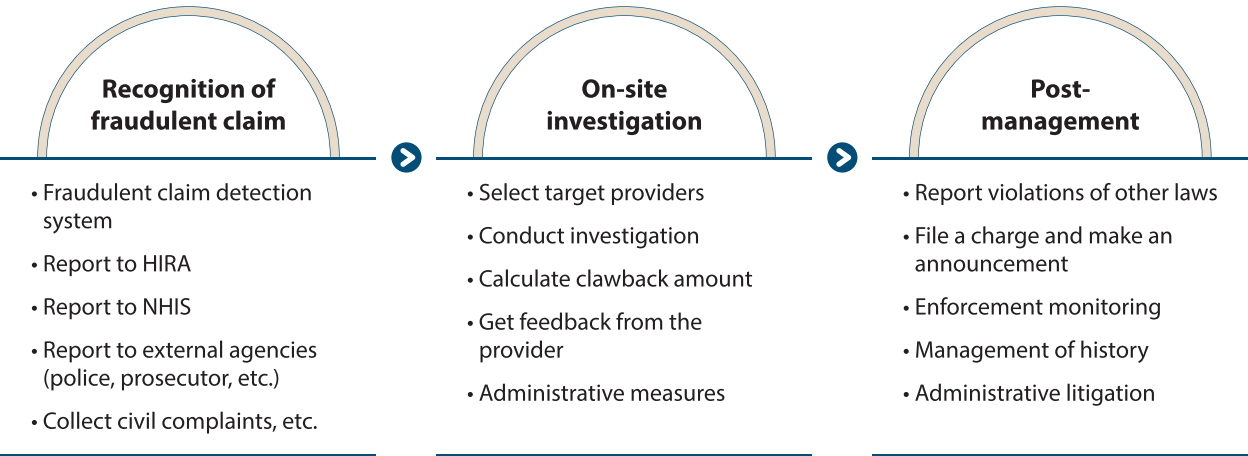 Recognition of
fraudulent claim
• Fraudulent claim detection
system
• Report to HIRA
• Report to NHIS
• Report to external agencies
(police, prosecutor, etc.)
• Collect civil complaints, etc.
On-site
investigation
• Select target providers
• Conduct investigation
• Calculate clawback amount
• Get feedback from the
provider
• Administrative measures
Post-
management
• Report violations of other laws
• File a charge and make an
announcement
• Enforcement monitoring
• Management of history
• Administrative litigation